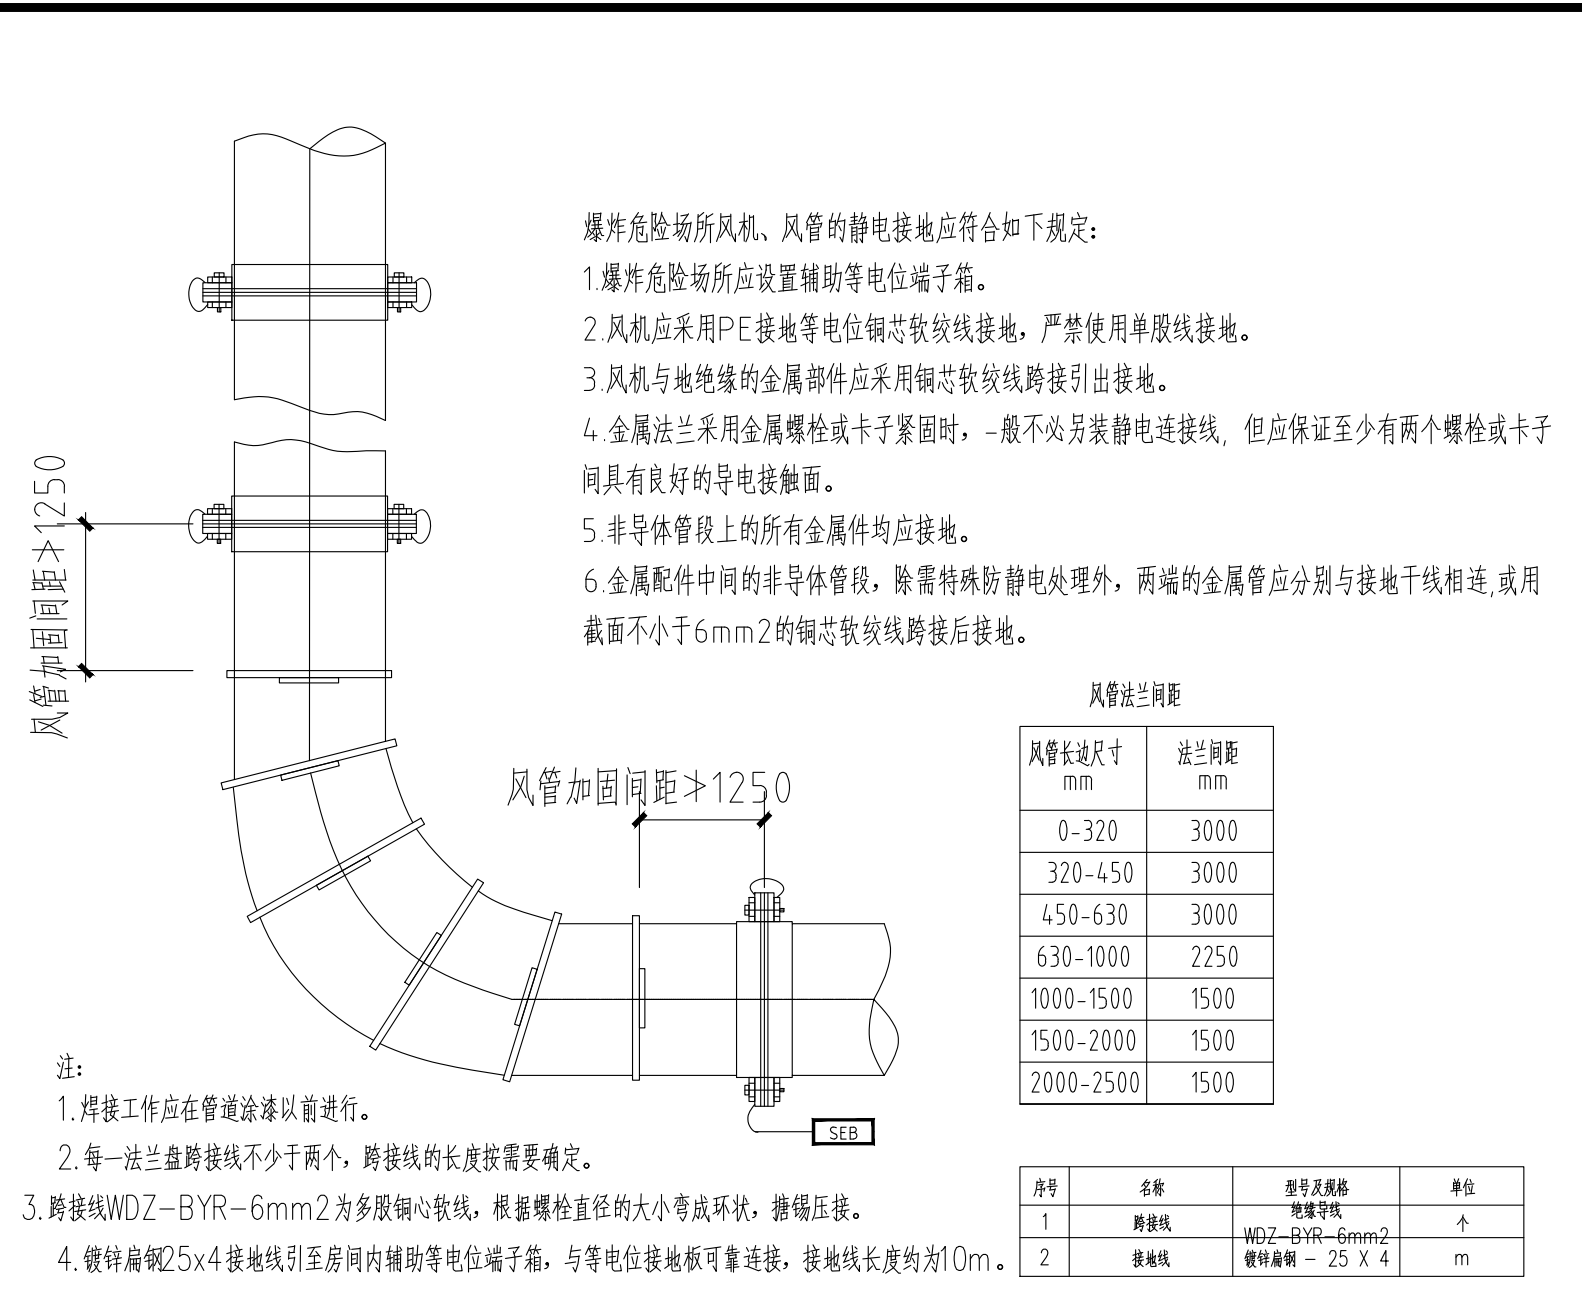 爆炸危险场所风机、风管的静电接地应符合如下规定：
1.爆炸危险场所应设置辅助等电位端子箱。
2.风机应采用PE接地等电位铜芯软绞线接地，严禁使用单股线接地。
3.风机与地绝缘的金属部件应采用铜芯软绞线跨接引出接地。
4.金属法兰采用金属螺栓或卡子紧固时，一般不必另装静电连接线, 但应保证至少有两个螺栓或卡子
间具有良好的导电接触面。
5.非导体管段上的所有金属件均应接地。
6.金属配件中间的非导体管段，除需特殊防静电处理外，两端的金属管应分别与接地干线相连,或用
截面不小于6mm2的铜芯软绞线跨接后接地。
风管加固间距≯1250
风管加固间距≯1250
SEB
风管法兰间距
风管长边尺寸 mm 法兰间距 mm
0-320 3000
320-450 3000
450-630 3000
630-1000 2250
1000-1500 1500
1500-2000 1500
2000-2500 1500
注：
1.焊接工作应在管道涂漆以前进行。
2.每一法兰盘跨接线不少于两个，跨接线的长度按需要确定。
3.跨接线WDZ-BYR-6mm2为多股铜心软线，根据螺栓直径的大小弯成环状，搪锡压接。
4.镀锌扁钢25x4接地线引至房间内辅助等电位端子箱，与等电位接地板可靠连接，接地线长度约为10m。
序号 名称 型号及规格 单位
1 跨接线 绝缘导线 WDZ-BYR-6mm2 个
2 接地线 镀锌扁钢 - 25 X 4 m